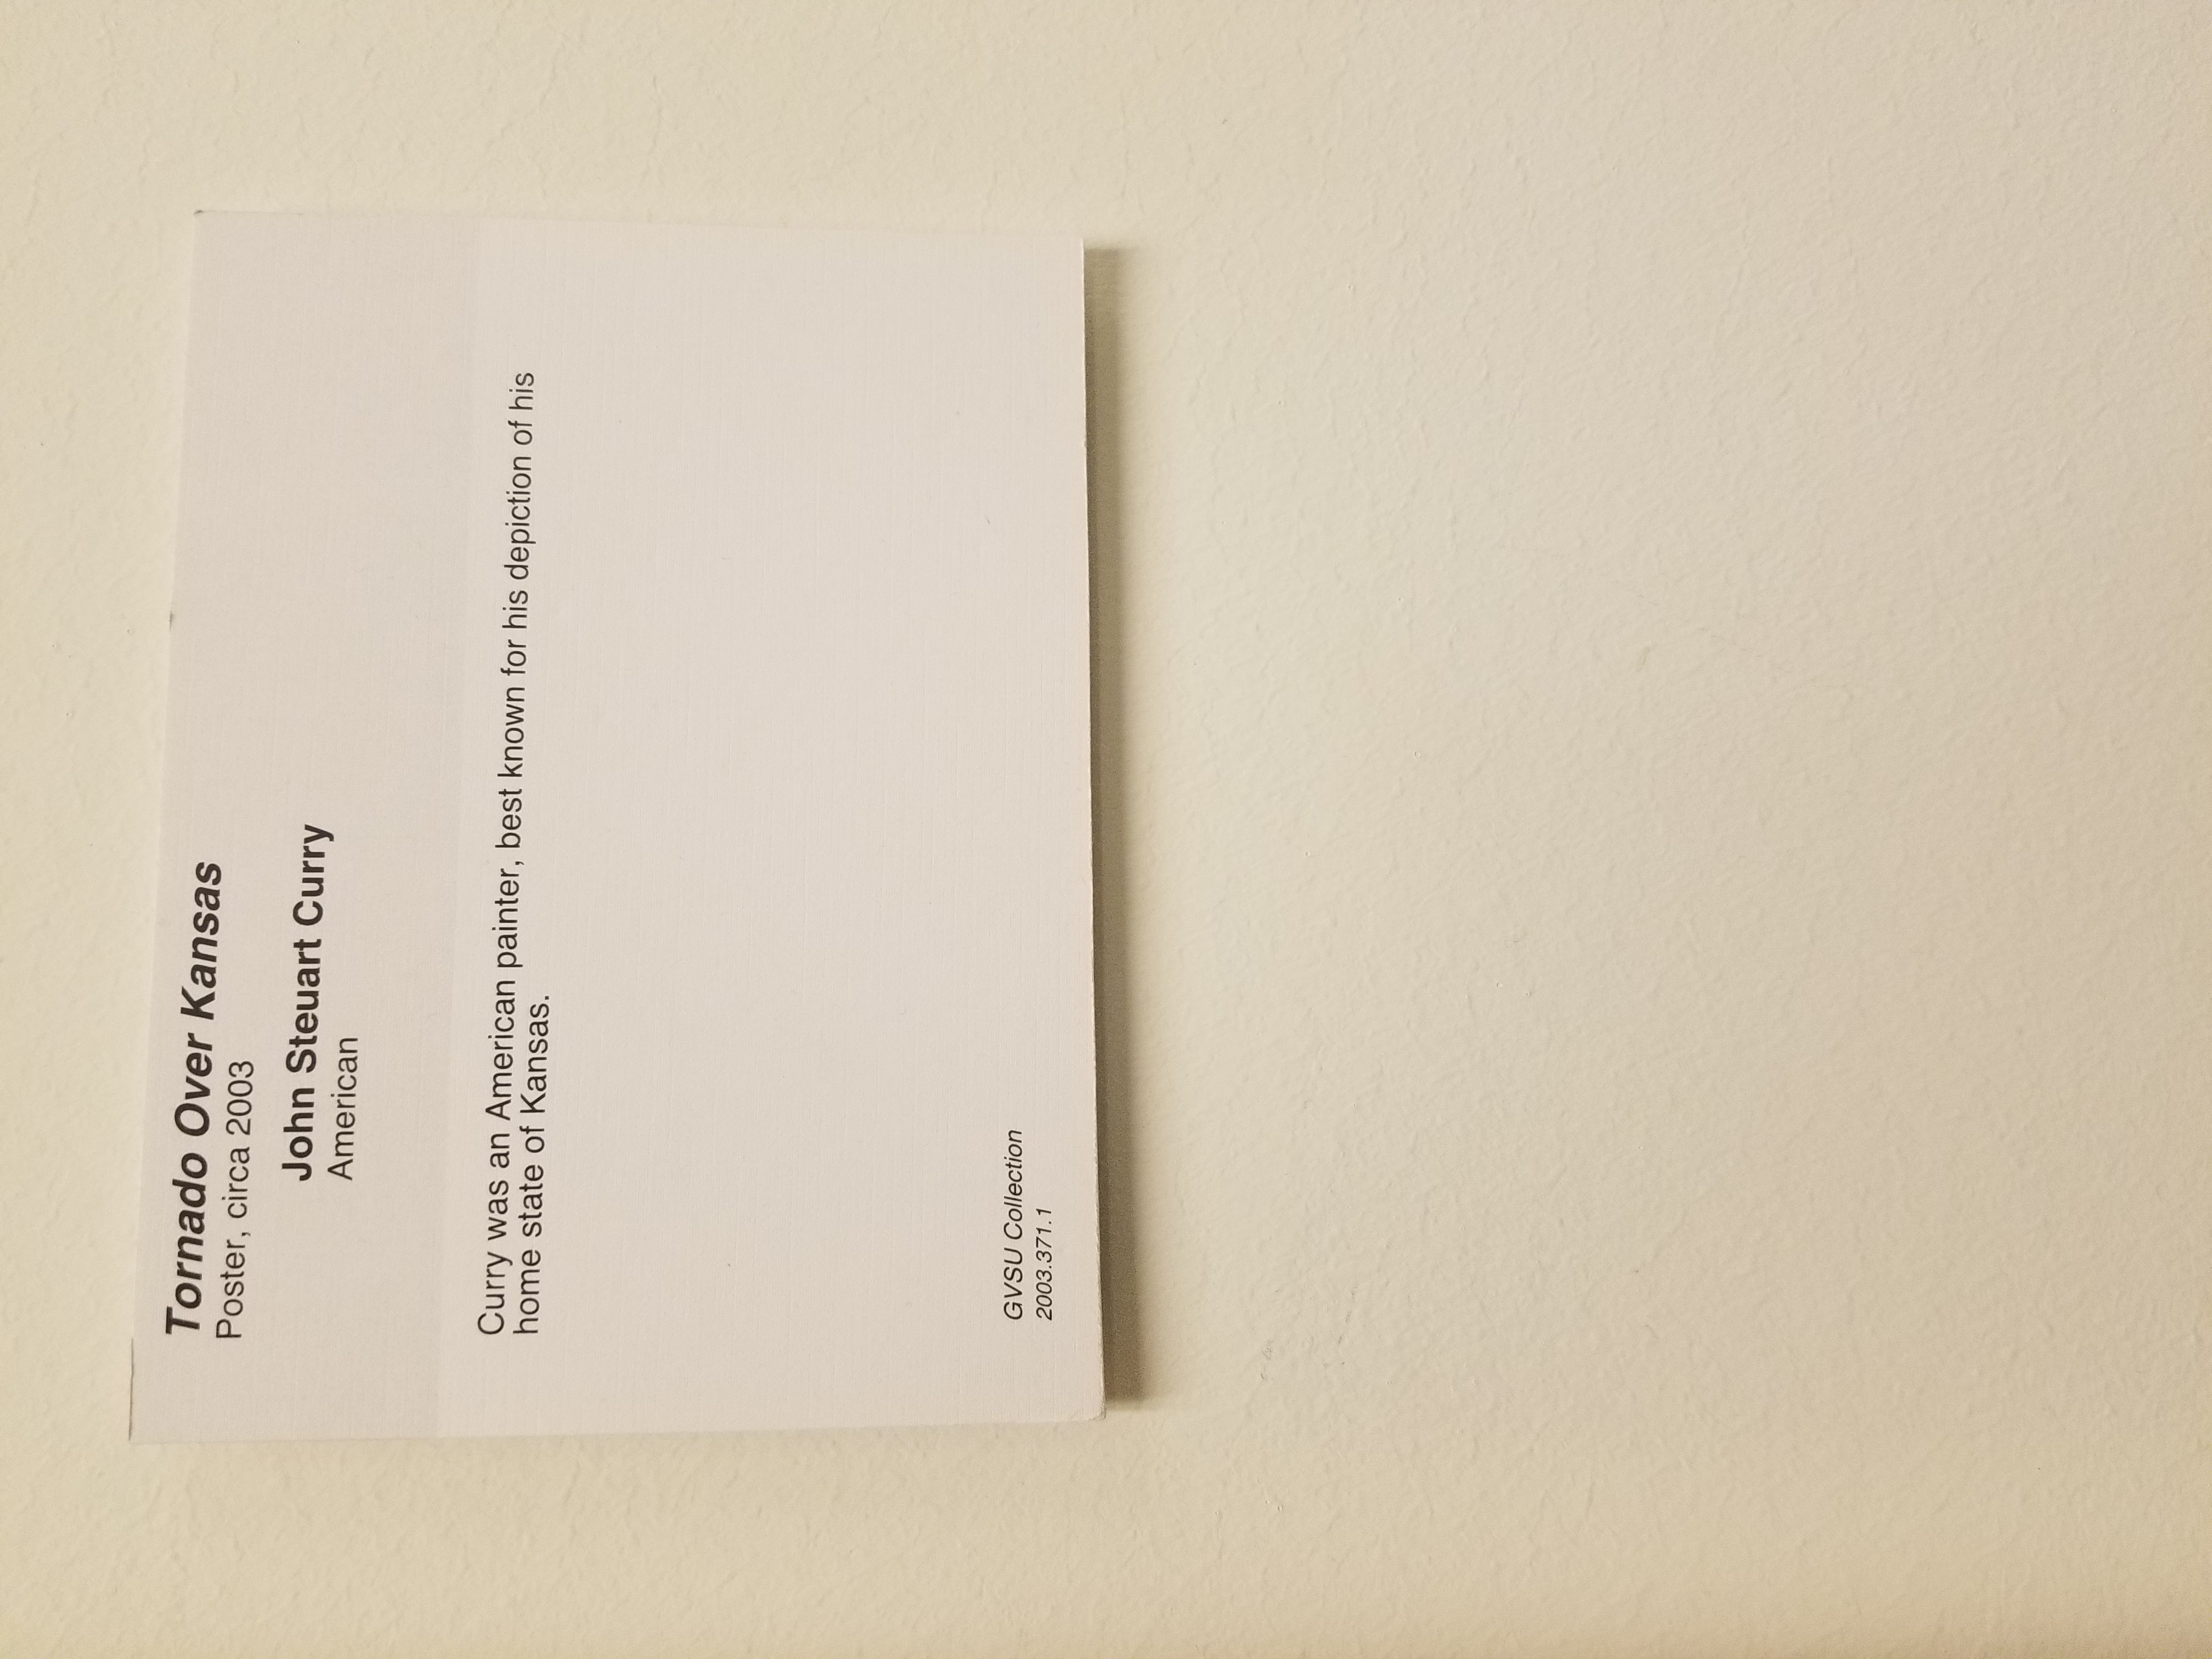 Tornado Over Kansas
Poster, circa 2003
John Steuart Curry
American
Curry was an American painter, best known for his depiction of his
home state of Kansas.
GVSU Collection
2003.371.1